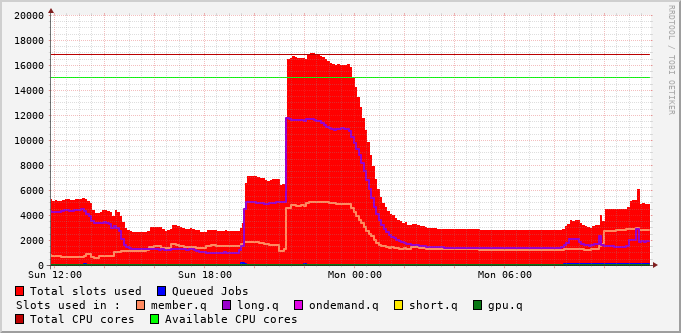 20000
18000
16000
14000
12000
10000
8000
6000
4000
2000
0
Sun 12:00 Sun 18:00 Mon 00:00 Mon 06:00
RRDTOOL / TOBI OETIKER
Total slots used Queued Jobs
Slots used in : member.q long.q ondemand.q short.q gpu.q
Total CPU cores Available CPU cores